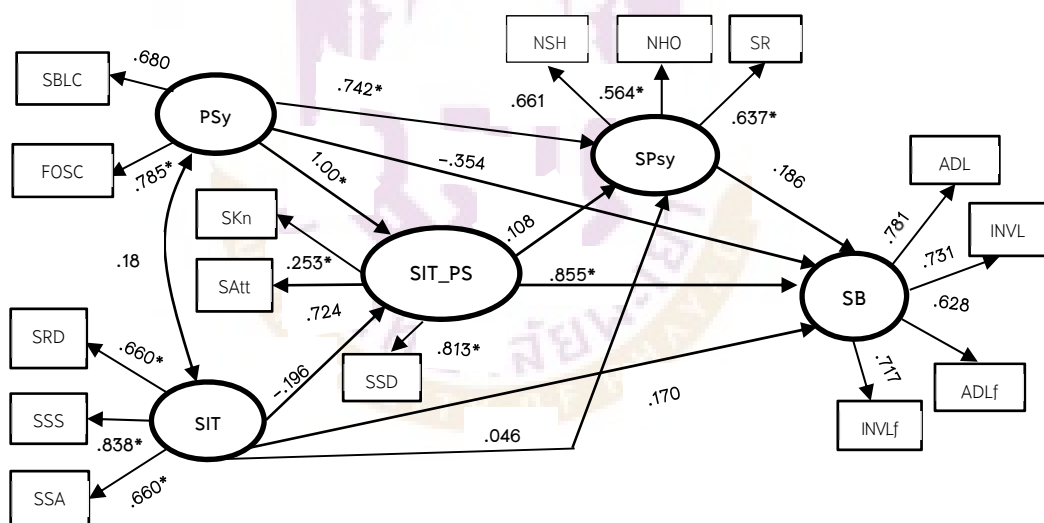 NSH
NHO
SR
SBLC
.680
.742*
.661
.564*
.637*
PSy
SPsy
FOSC
.785*
1.00*
-.354
.186
ADL
SKn
.108
.781
INVL
.253*
.731
.18
SAtt
SIT_PS
.855*
SB
.724
.628
SRD
.660*
.813*
SSD
-.196
.717
ADLf
SSS
SIT
.170
.838*
.046
INVLf
SSA
.660*